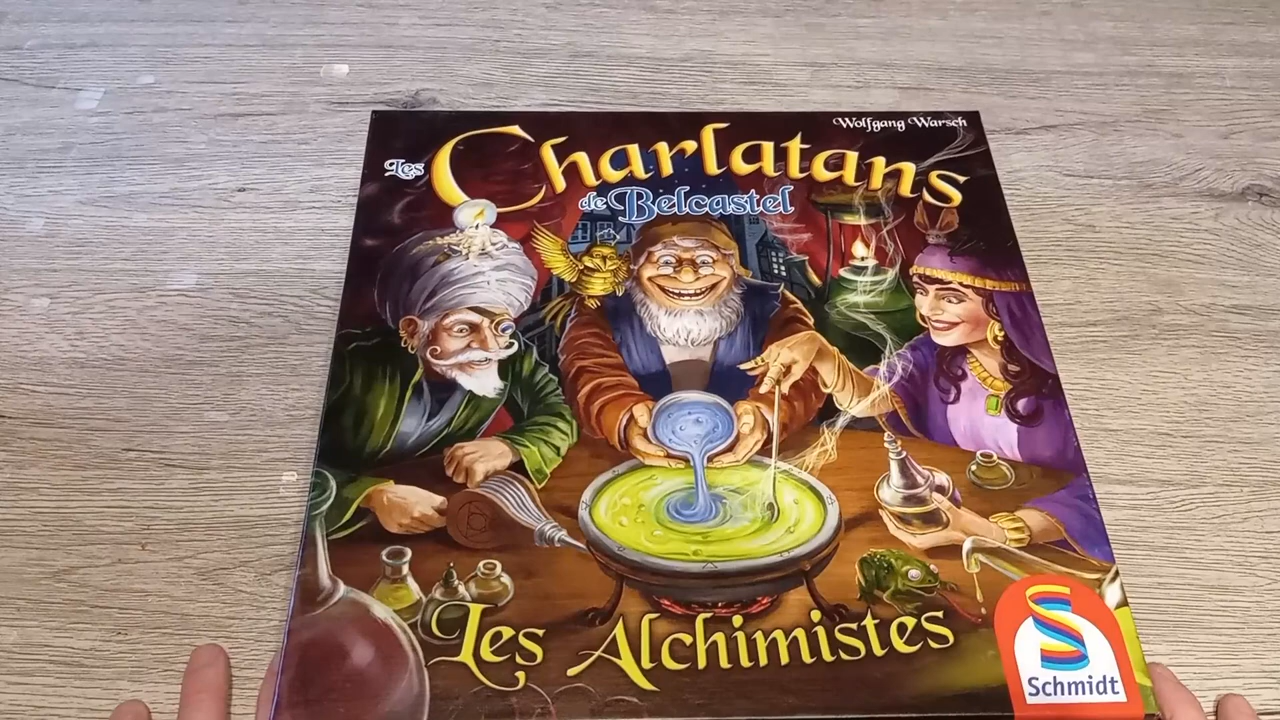 Wolfgang Warsch
Les Charlatans
de Belcastel
Les Alchimistes
Schmidt